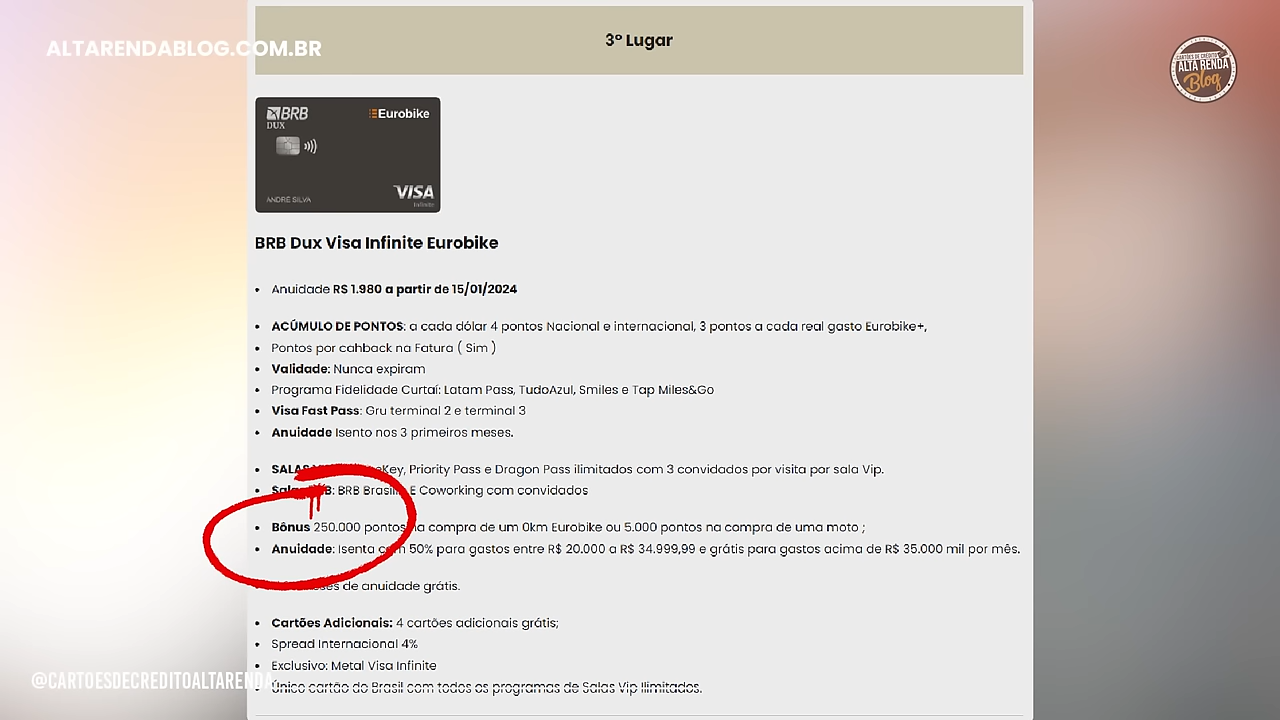 ALTARENDABLOG.COM.BR
3º Lugar
CARTÕES DE CRÉDITO
ALTA RENDA
Blog
BRB
DUX
Eurobike
ANDRÉ SILVA
VISA
Infinite
BRB Dux Visa Infinite Eurobike
• Anuidade R$ 1.980 a partir de 15/01/2024
• ACÚMULO DE PONTOS: a cada dólar 4 pontos Nacional e internacional, 3 pontos a cada real gasto Eurobike+,
• Pontos por cahback na Fatura ( Sim )
• Validade: Nunca expiram
• Programa Fidelidade Curtaí: Latam Pass, TudoAzul, Smiles e Tap Miles&Go
• Visa Fast Pass: Gru terminal 2 e terminal 3
• Anuidade Isento nos 3 primeiros meses.
• SALAS Priority Pass e Dragon Pass ilimitados com 3 convidados por visita por sala Vip.
• BRB E Coworking com convidados
• Bônus 250.000 pontos na compra de um 0km Eurobike ou 5.000 pontos na compra de uma moto ;
• Anuidade: Isenta com 50% para gastos entre R$ 20.000 a R$ 34.999,99 e grátis para gastos acima de R$ 35.000 mil por mês.
de anuidade grátis.
• Cartões Adicionais: 4 cartões adicionais grátis;
• Spread Internacional 4%
• Exclusivo: Metal Visa Infinite
• Único cartão do Brasil com todos os programas de Salas Vip Ilimitados.
@CARTOESDECREDITOALTARENDA